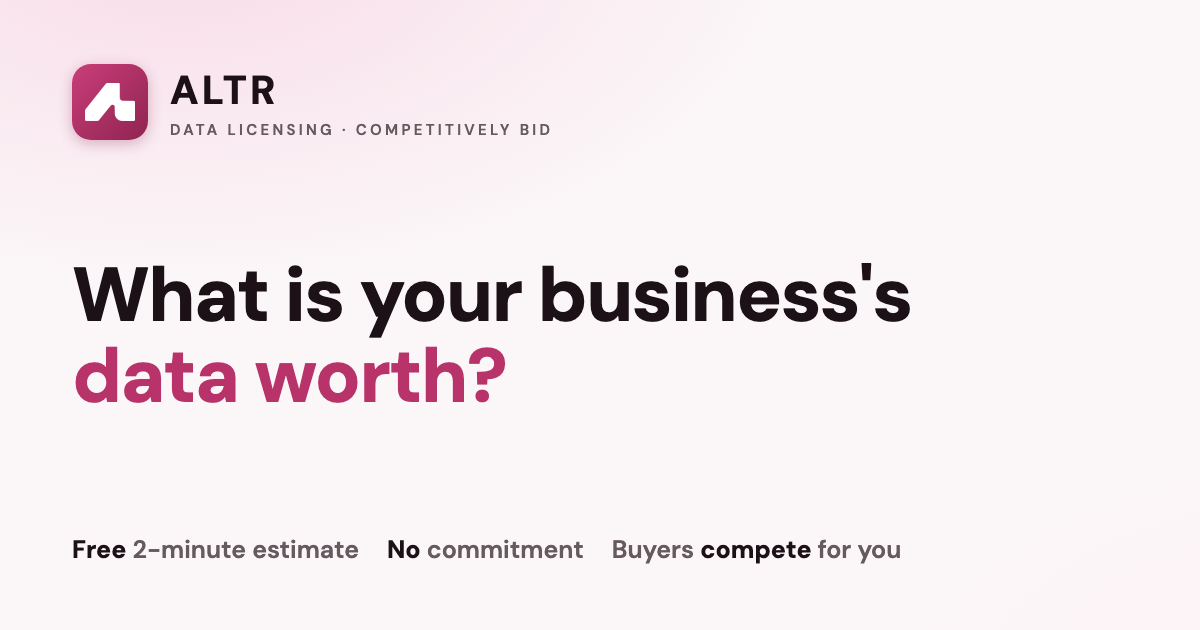 ALTR
DATA LICENSING · COMPETITIVELY BID
What is your business's
data worth?
Free 2-minute estimate No commitment Buyers compete for you